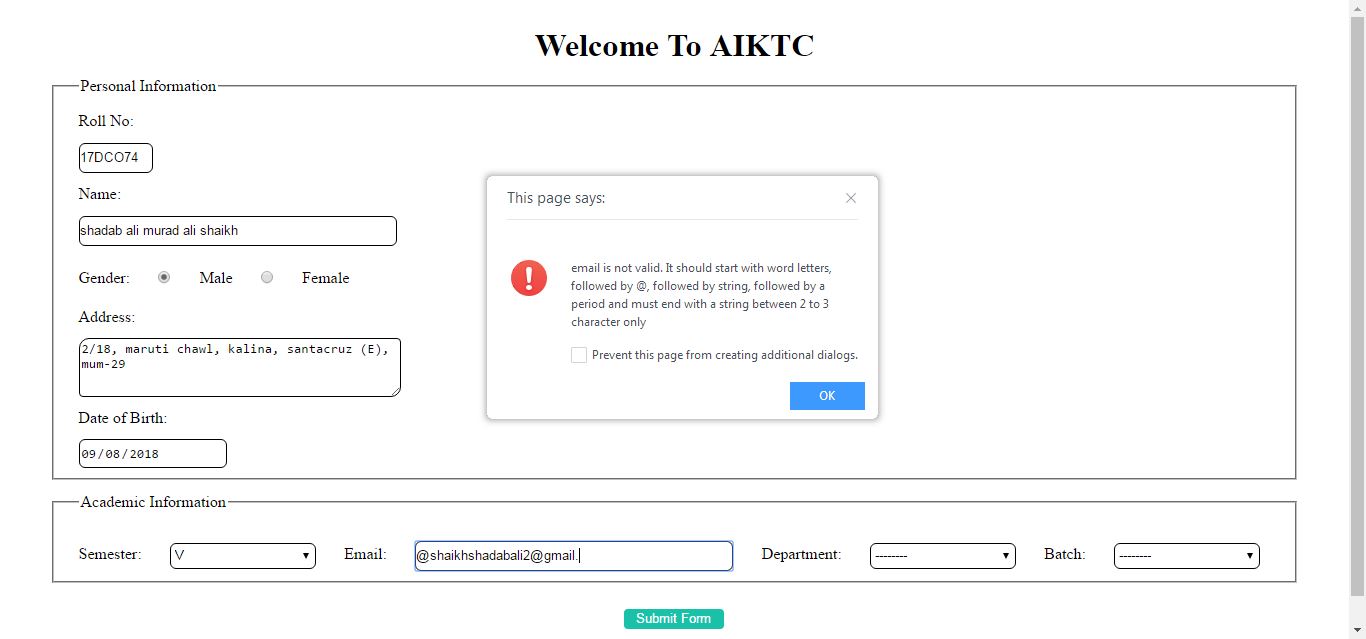 Welcome To AIKTC
Personal Information
Roll No:
17DCO74
Name:
shadab ali murad ali shaikh
Gender: Male Female
Address:
2/18, maruti chawl, kalina, santacruz (E),
mum-29
Date of Birth:
09/08/2018
This page says:
email is not valid. It should start with word letters,
followed by @, followed by string, followed by a
period and must end with a string between 2 to 3
character only
Prevent this page from creating additional dialogs.
OK
Academic Information
Semester: V Email: @shaikhshadabali2@gmail. Department: -------- Batch: --------
Submit Form